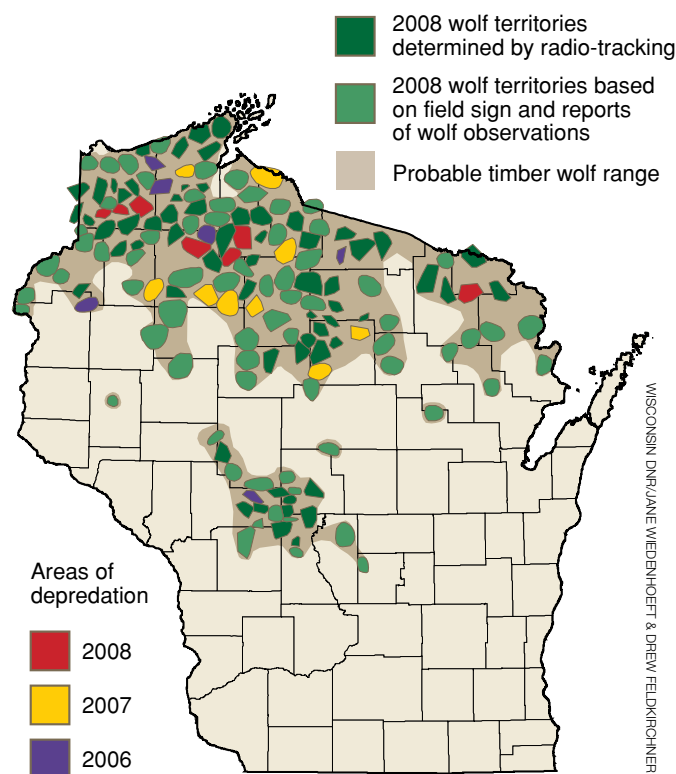 2008 wolf territories
determined by radio-tracking
2008 wolf territories based
on field sign and reports
of wolf observations
Probable timber wolf range
Areas of
depredation
2008
2007
2006
WISCONSIN DNR/JANE WIEDENHOEFT & DREW FELDKIRCHNER